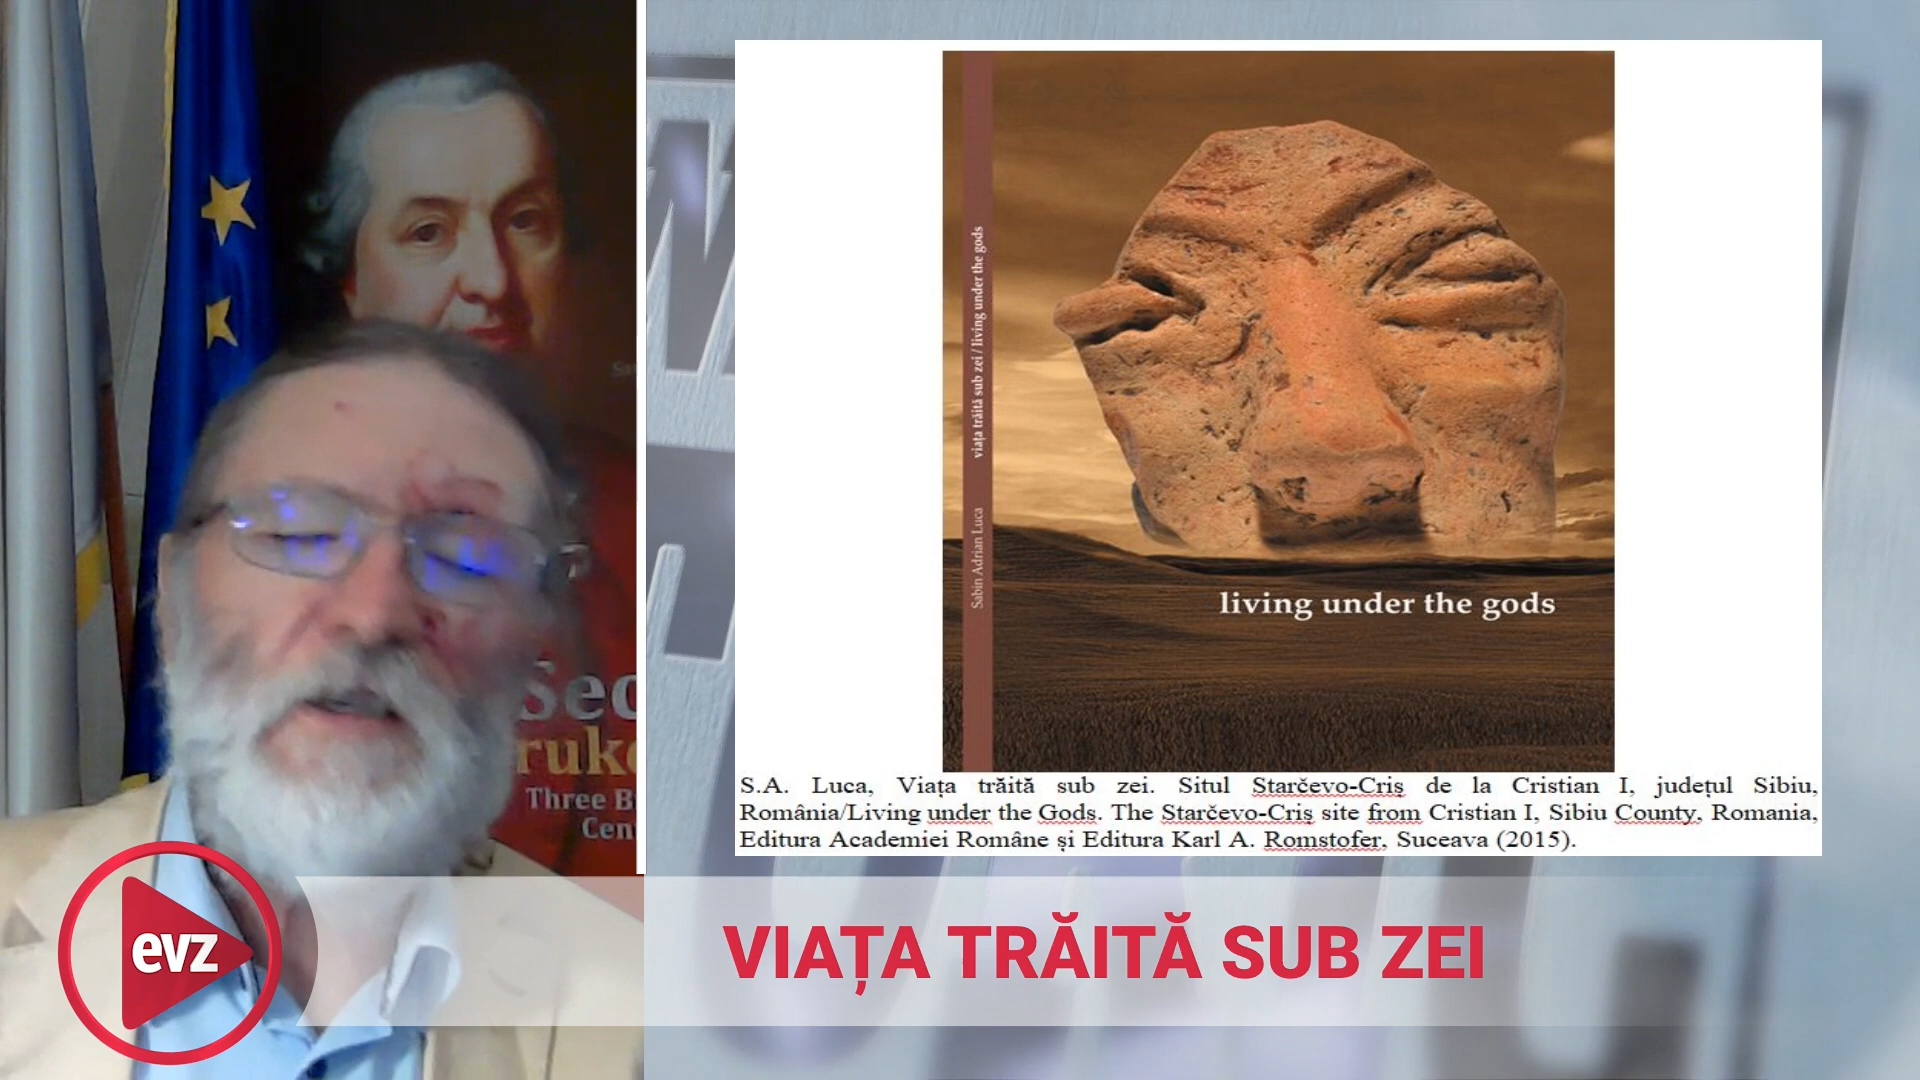 Sec
ruke
Three B
Cen
evz
viața trăită sub zei / living under the gods
Sabin Adrian Luca
living under the gods
S.A. Luca, Viața trăită sub zei. Situl Starčevo-Criș de la Cristian I, județul Sibiu,
România/Living under the Gods. The Starčevo-Criș site from Cristian I, Sibiu County, Romania,
Editura Academiei Române și Editura Karl A. Romstofer, Suceava (2015).
VIAȚA TRĂITĂ SUB ZEI